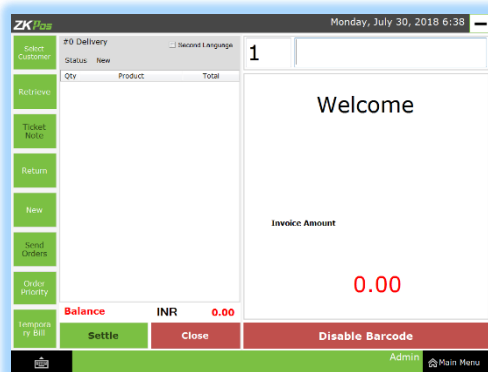 ZKPos
Monday, July 30, 2018 6:38
Select Customer
Retrieve
Ticket Note
Return
New
Send Orders
Order Priority
Tempora
ry Bill
#0 Delivery
Second Language
Status New
Qty Product Total
Balance INR 0.00
Settle
Close
1
Welcome
Invoice Amount
0.00
Disable Barcode
Admin
Main Menu